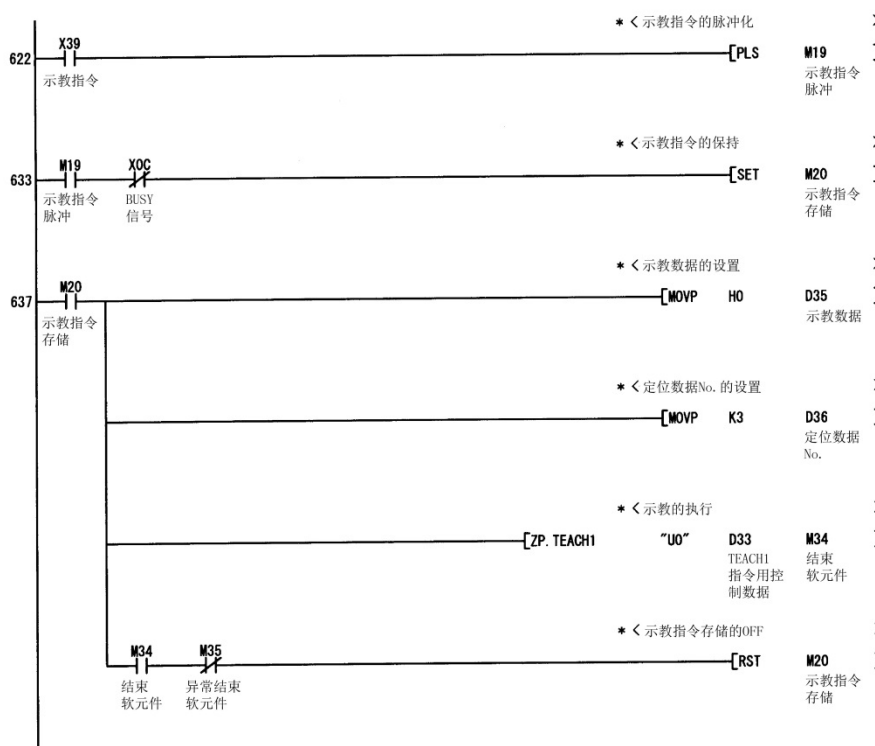 * < 示教指令的脉冲化
X39
622
[PLS M19
示教指令
示教指令
脉冲
* < 示教指令的保持
M19 X0C
633
[SET M20
示教指令
脉冲
BUSY
信号
示教指令
存储
* < 示教数据的设置
M20
637
[MOVP H0 D35
示教指令
存储
示教数据
* < 定位数据No.的设置
[MOVP K3 D36
定位数据
No.
* < 示教的执行
[ZP.TEACH1 "U0" D33 M34
TEACH1
指令用控
制数据
结束
软元件
* < 示教指令存储的OFF
M34 M35
[RST M20
结束
软元件
异常结束
软元件
示教指令
存储